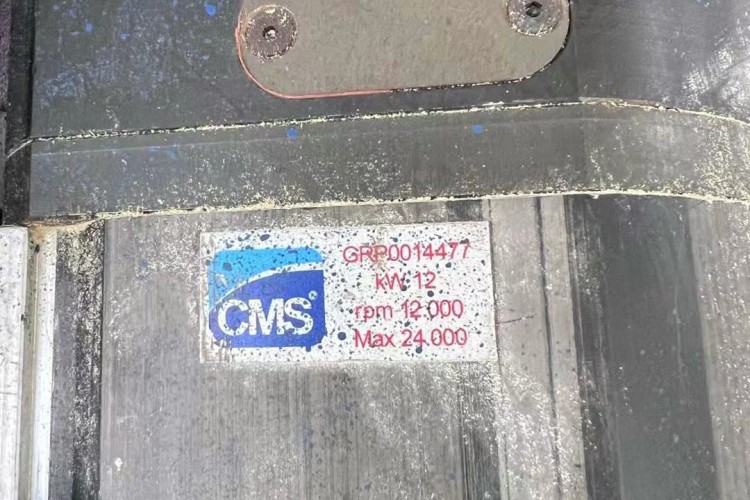 CMS
GRP0014477
kW 12
rpm 12.000
Max 24.000